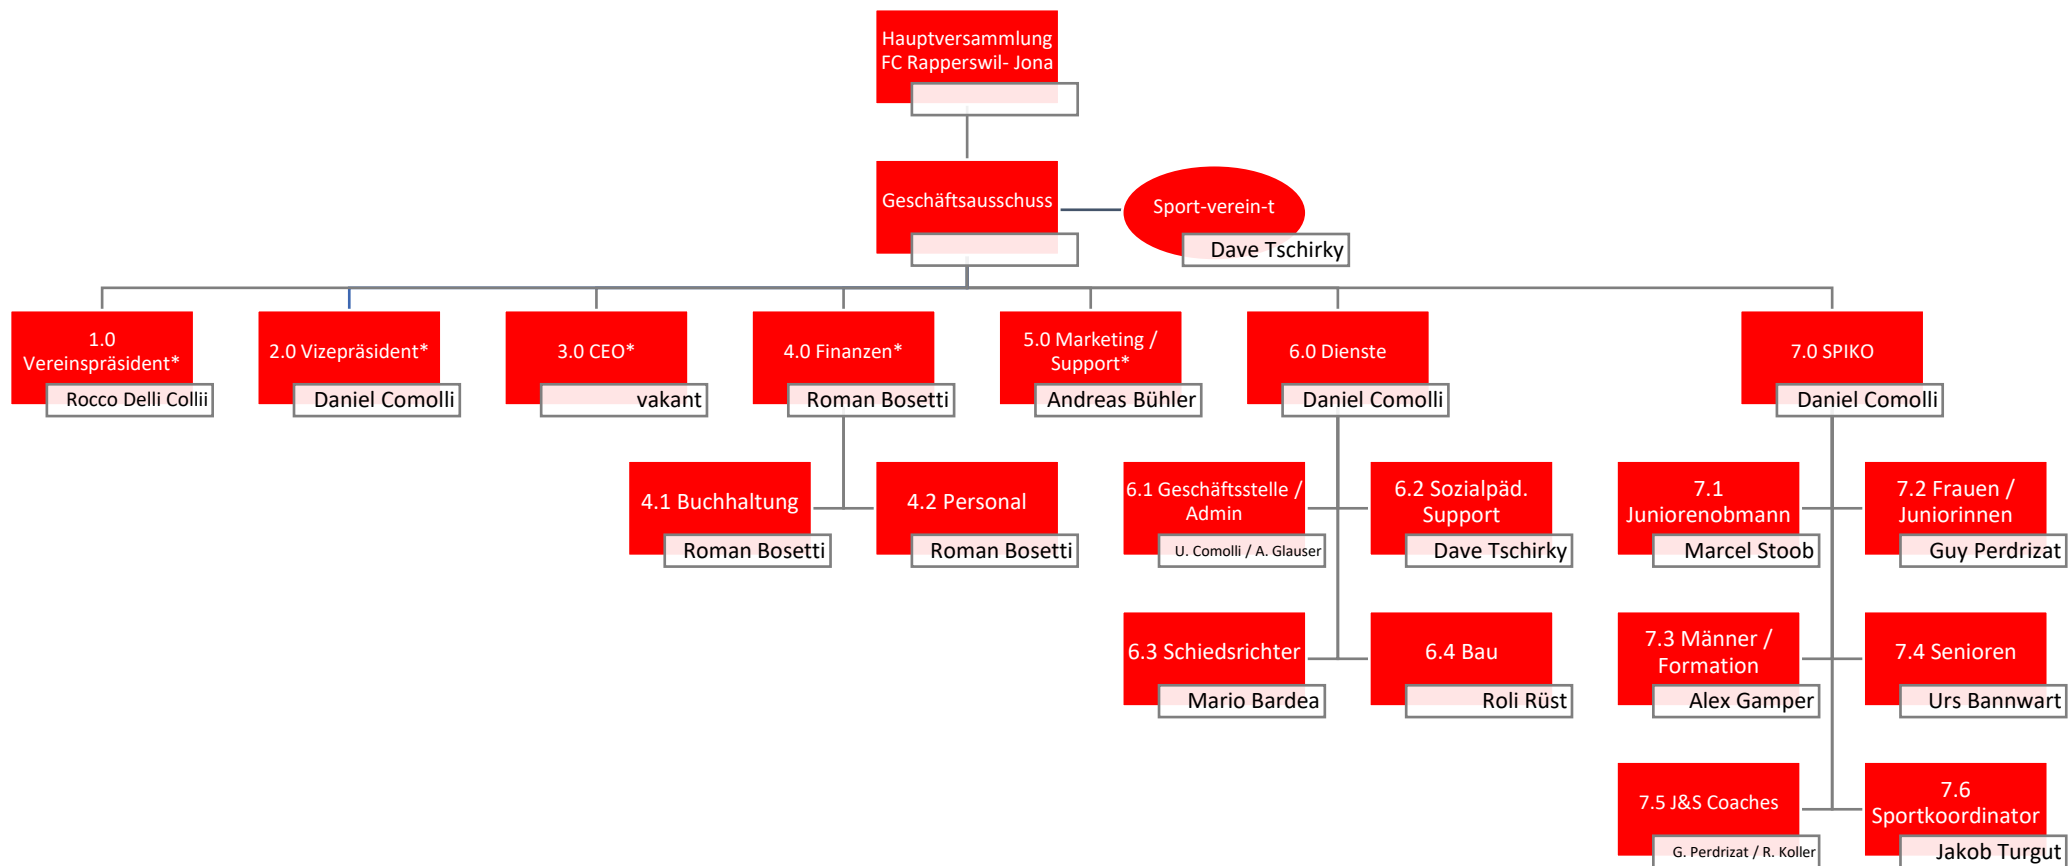 Hauptversammlung
FC Rapperswil- Jona
Geschäftsausschuss
Sport-verein-t
Dave Tschirky
1.0
Vereinspräsident*
Rocco Delli Collii
2.0 Vizepräsident*
Daniel Comolli
3.0 CEO*
vakant
4.0 Finanzen*
Roman Bosetti
5.0 Marketing /
Support*
Andreas Bühler
6.0 Dienste
Daniel Comolli
7.0 SPIKO
Daniel Comolli
4.1 Buchhaltung
Roman Bosetti
4.2 Personal
Roman Bosetti
6.1 Geschäftsstelle /
Admin
U. Comolli / A. Glauser
6.2 Sozialpäd.
Support
Dave Tschirky
7.1
Juniorenobmann
Marcel Stoob
7.2 Frauen /
Juniorinnen
Guy Perdrizat
6.3 Schiedsrichter
Mario Bardea
6.4 Bau
Roli Rüst
7.3 Männer /
Formation
Alex Gamper
7.4 Senioren
Urs Bannwart
7.5 J&S Coaches
G. Perdrizat / R. Koller
7.6
Sportkoordinator
Jakob Turgut